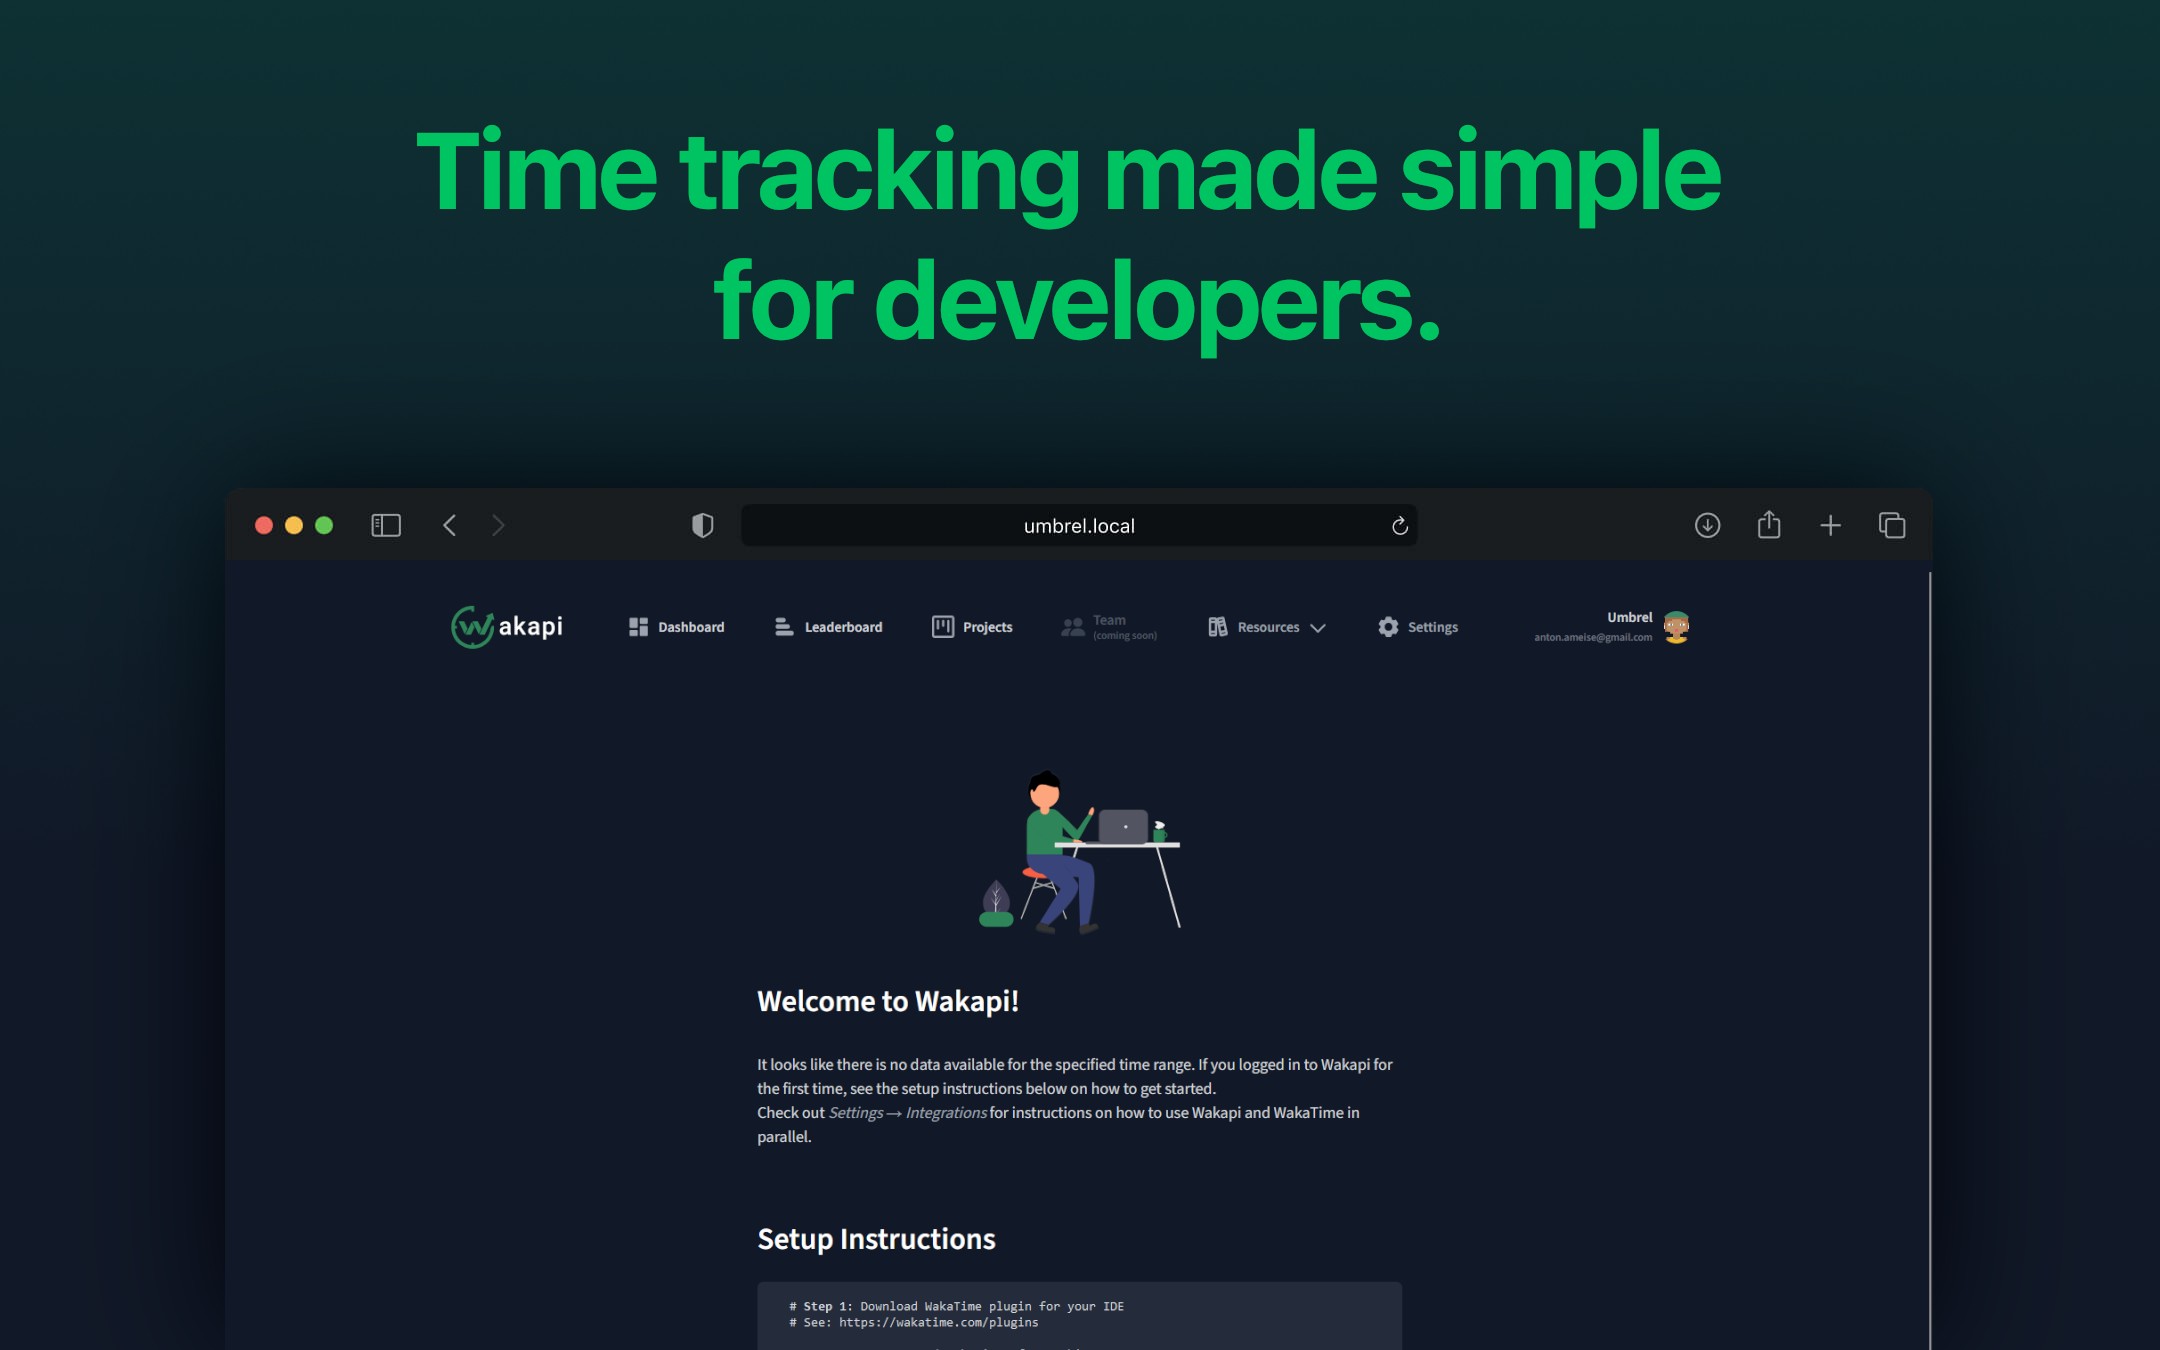 Time tracking made simple
for developers.
umbrel.local
wakapi
Dashboard
Leaderboard
Projects
Team
(coming soon)
Resources
Settings
Umbrel
anton.ameise@gmail.com
Welcome to Wakapi!
It looks like there is no data available for the specified time range. If you logged in to Wakapi for
the first time, see the setup instructions below on how to get started.
Check out Settings → Integrations for instructions on how to use Wakapi and WakaTime in
parallel.
Setup Instructions
# Step 1: Download WakaTime plugin for your IDE
# See: https://wakatime.com/plugins